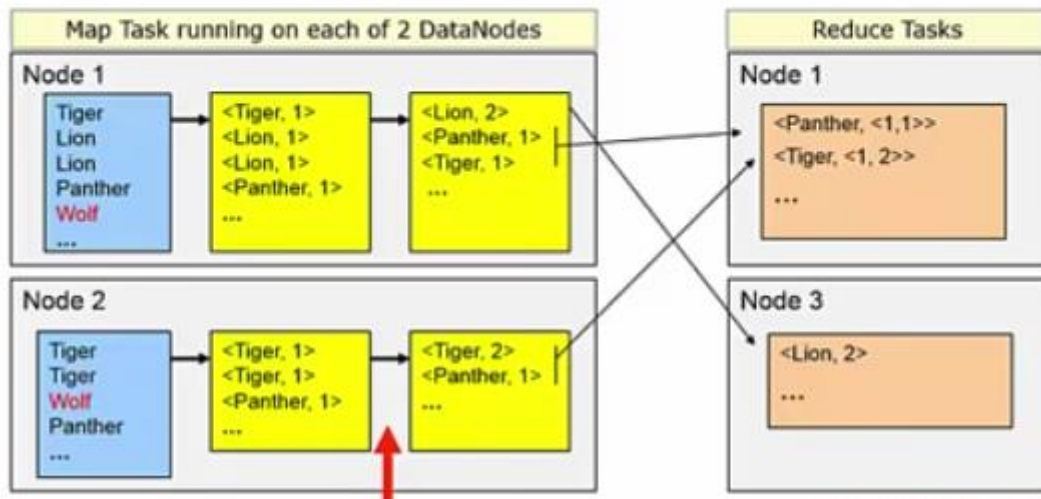 Map Task running on each of 2 DataNodes
Node 1
Tiger
Lion
Lion
Panther
Wolf
...
<Tiger, 1>
<Lion, 1>
<Lion, 1>
<Panther, 1>
...
<Lion, 2>
<Panther, 1>
<Tiger, 1>
...
Node 2
Tiger
Tiger
Wolf
Panther
...
<Tiger, 1>
<Tiger, 1>
<Panther, 1>
...
<Tiger, 2>
<Panther, 1>
...
Reduce Tasks
Node 1
<Panther, <1,1>>
<Tiger, <1, 2>>
...
Node 3
<Lion, 2>
...